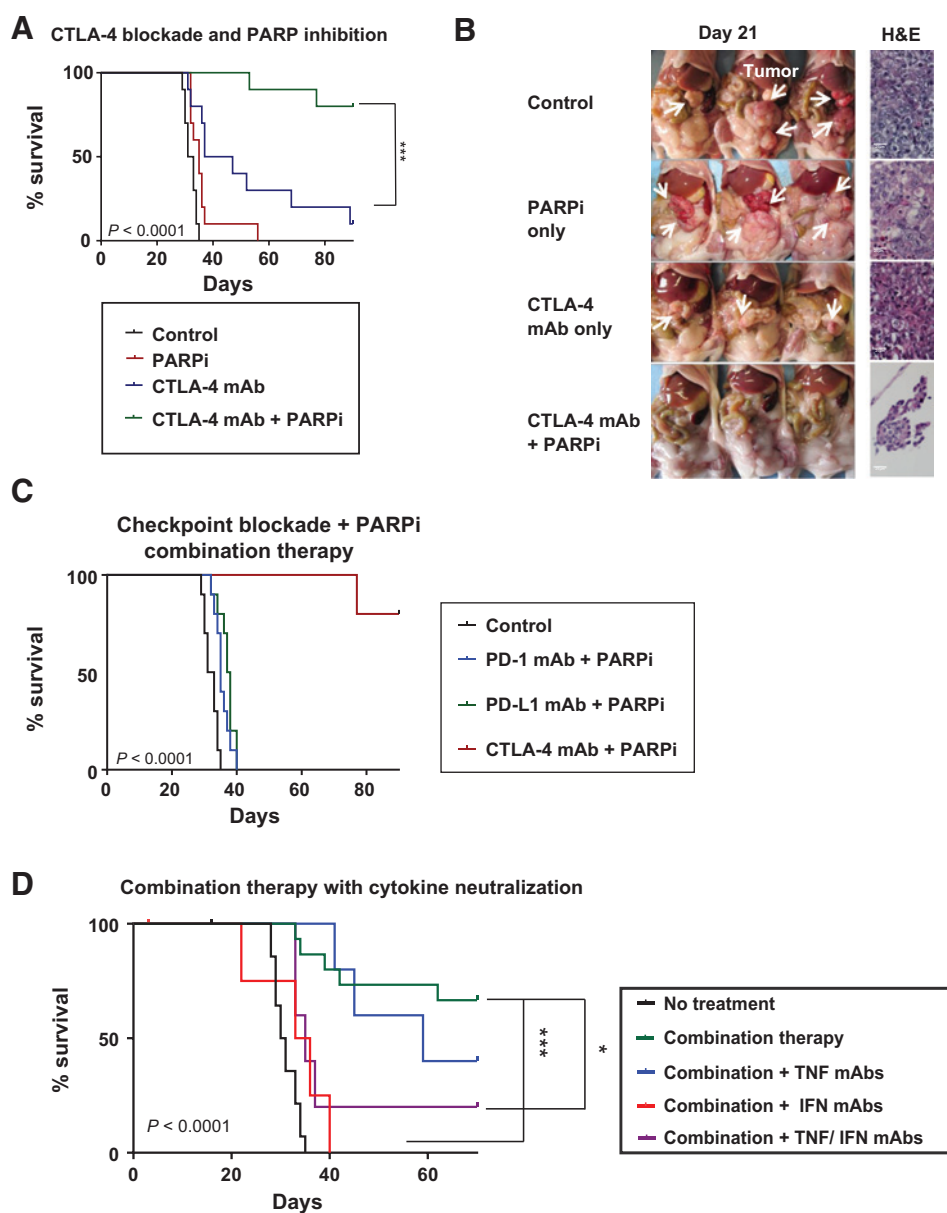 A
CTLA-4 blockade and PARP inhibition
% survival
100
50
0
P < 0.0001
***
0 20 40 60 80
Days
Control
PARPi
CTLA-4 mAb
CTLA-4 mAb + PARPi
B
Day 21
H&E
Tumor
Control
PARPi
only
CTLA-4
mAb only
CTLA-4 mAb
+ PARPi
C
Checkpoint blockade + PARPi
combination therapy
% survival
100
50
0
P < 0.0001
0 20 40 60 80
Days
Control
PD-1 mAb + PARPi
PD-L1 mAb + PARPi
CTLA-4 mAb + PARPi
D
Combination therapy with cytokine neutralization
% survival
100
50
0
P < 0.0001
***
*
0 20 40 60
Days
No treatment
Combination therapy
Combination + TNF mAbs
Combination + IFN mAbs
Combination + TNF/ IFN mAbs